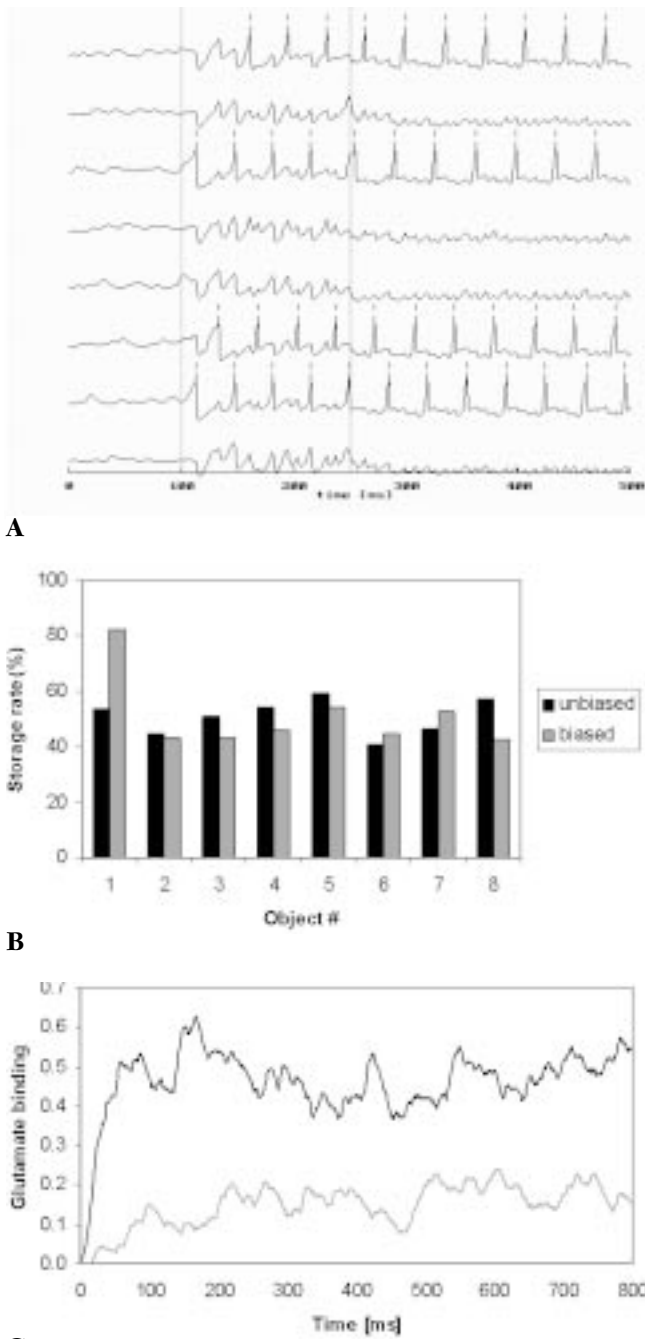 0 100 200 300 400 500
time [ms]
A
100
80
60
40
20
0
Storage rate (%)
1 2 3 4 5 6 7 8
Object #
unbiased
biased
B
0.7
0.6
0.5
0.4
0.3
0.2
0.1
0.0
Glutamate binding
0 100 200 300 400 500 600 700 800
Time [ms]